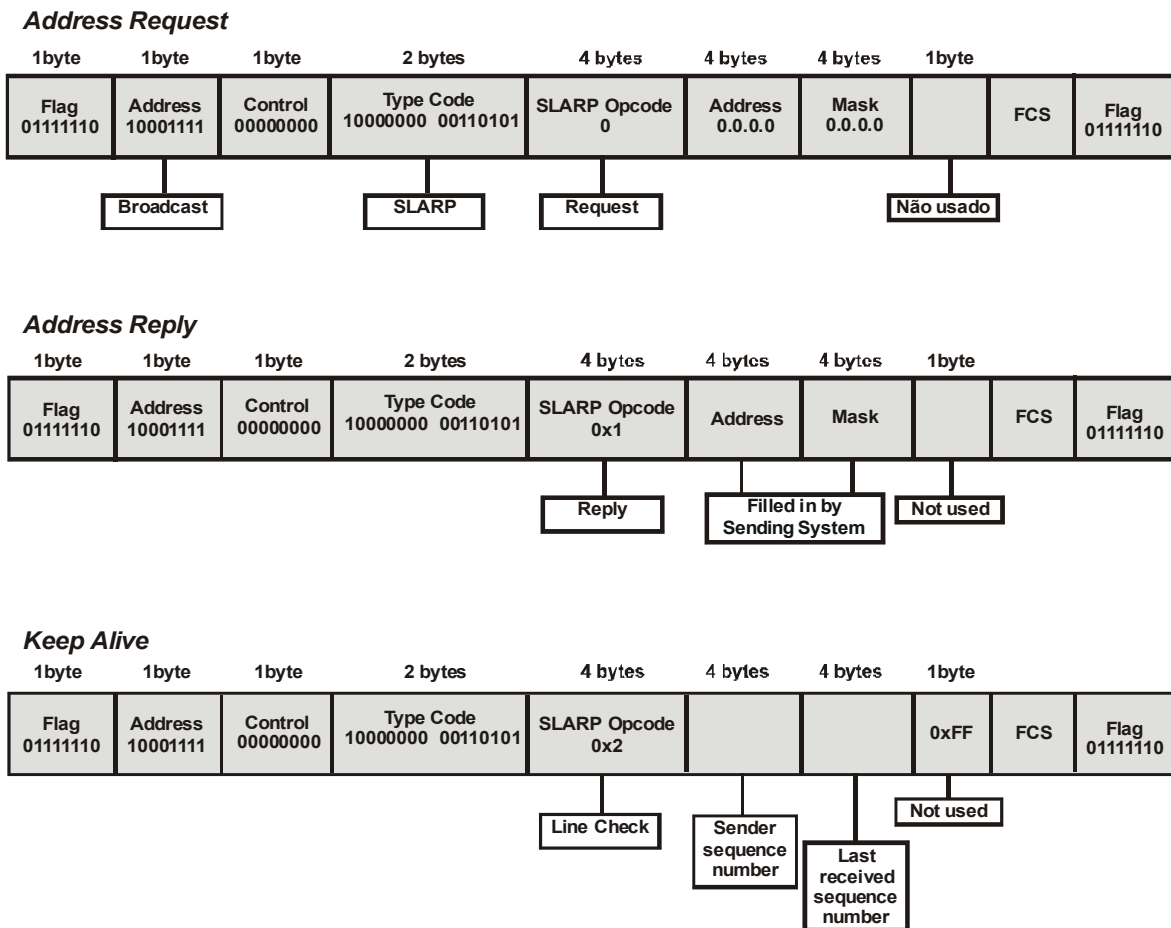 Address Request
1byte 1byte 1byte 2 bytes 4 bytes 4 bytes 4 bytes 1byte
Flag
01111110
Address
10001111
Control
00000000
Type Code
10000000 00110101
SLARP Opcode
0
Address
0.0.0.0
Mask
0.0.0.0
FCS
Flag
01111110
Broadcast
SLARP
Request
Não usado
Address Reply
1byte 1byte 1byte 2 bytes 4 bytes 4 bytes 4 bytes 1byte
Flag
01111110
Address
10001111
Control
00000000
Type Code
10000000 00110101
SLARP Opcode
0x1
Address
Mask
FCS
Flag
01111110
Reply
Filled in by
Sending System
Not used
Keep Alive
1byte 1byte 1byte 2 bytes 4 bytes 4 bytes 4 bytes 1byte
Flag
01111110
Address
10001111
Control
00000000
Type Code
10000000 00110101
SLARP Opcode
0x2
0xFF
FCS
Flag
01111110
Line Check
Sender
sequence
number
Last
received
sequence
number
Not used